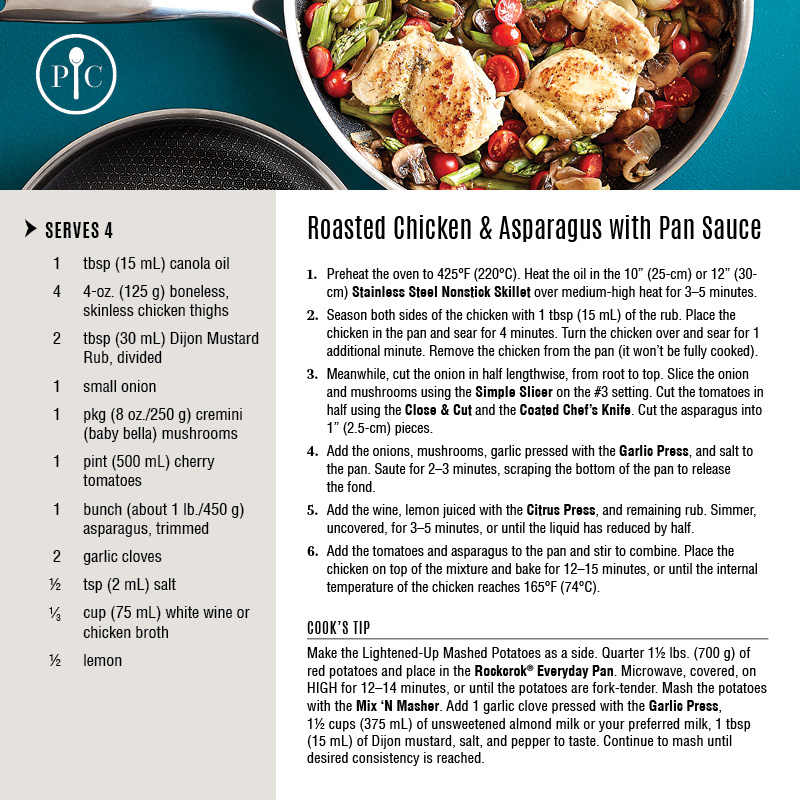 P C
SERVES 4
1 tbsp (15 mL) canola oil
4 4-oz. (125 g) boneless,
skinless chicken thighs
2 tbsp (30 mL) Dijon Mustard
Rub, divided
1 small onion
1 pkg (8 oz./250 g) cremini
(baby bella) mushrooms
1 pint (500 mL) cherry
tomatoes
1 bunch (about 1 lb./450 g)
asparagus, trimmed
2 garlic cloves
½ tsp (2 mL) salt
⅓ cup (75 mL) white wine or
chicken broth
½ lemon
Roasted Chicken & Asparagus with Pan Sauce
1. Preheat the oven to 425°F (220°C). Heat the oil in the 10” (25-cm) or 12” (30-
cm) Stainless Steel Nonstick Skillet over medium-high heat for 3–5 minutes.
2. Season both sides of the chicken with 1 tbsp (15 mL) of the rub. Place the
chicken in the pan and sear for 4 minutes. Turn the chicken over and sear for 1
additional minute. Remove the chicken from the pan (it won’t be fully cooked).
3. Meanwhile, cut the onion in half lengthwise, from root to top. Slice the onion
and mushrooms using the Simple Slicer on the #3 setting. Cut the tomatoes in
half using the Close & Cut and the Coated Chef’s Knife. Cut the asparagus into
1” (2.5-cm) pieces.
4. Add the onions, mushrooms, garlic pressed with the Garlic Press, and salt to
the pan. Saute for 2–3 minutes, scraping the bottom of the pan to release
the fond.
5. Add the wine, lemon juiced with the Citrus Press, and remaining rub. Simmer,
uncovered, for 3–5 minutes, or until the liquid has reduced by half.
6. Add the tomatoes and asparagus to the pan and stir to combine. Place the
chicken on top of the mixture and bake for 12–15 minutes, or until the internal
temperature of the chicken reaches 165°F (74°C).
COOK’S TIP
Make the Lightened-Up Mashed Potatoes as a side. Quarter 1½ lbs. (700 g) of
red potatoes and place in the Rockcrok® Everyday Pan. Microwave, covered, on
HIGH for 12–14 minutes, or until the potatoes are fork-tender. Mash the potatoes
with the Mix ‘N Masher. Add 1 garlic clove pressed with the Garlic Press,
1½ cups (375 mL) of unsweetened almond milk or your preferred milk, 1 tbsp
(15 mL) of Dijon mustard, salt, and pepper to taste. Continue to mash until
desired consistency is reached.